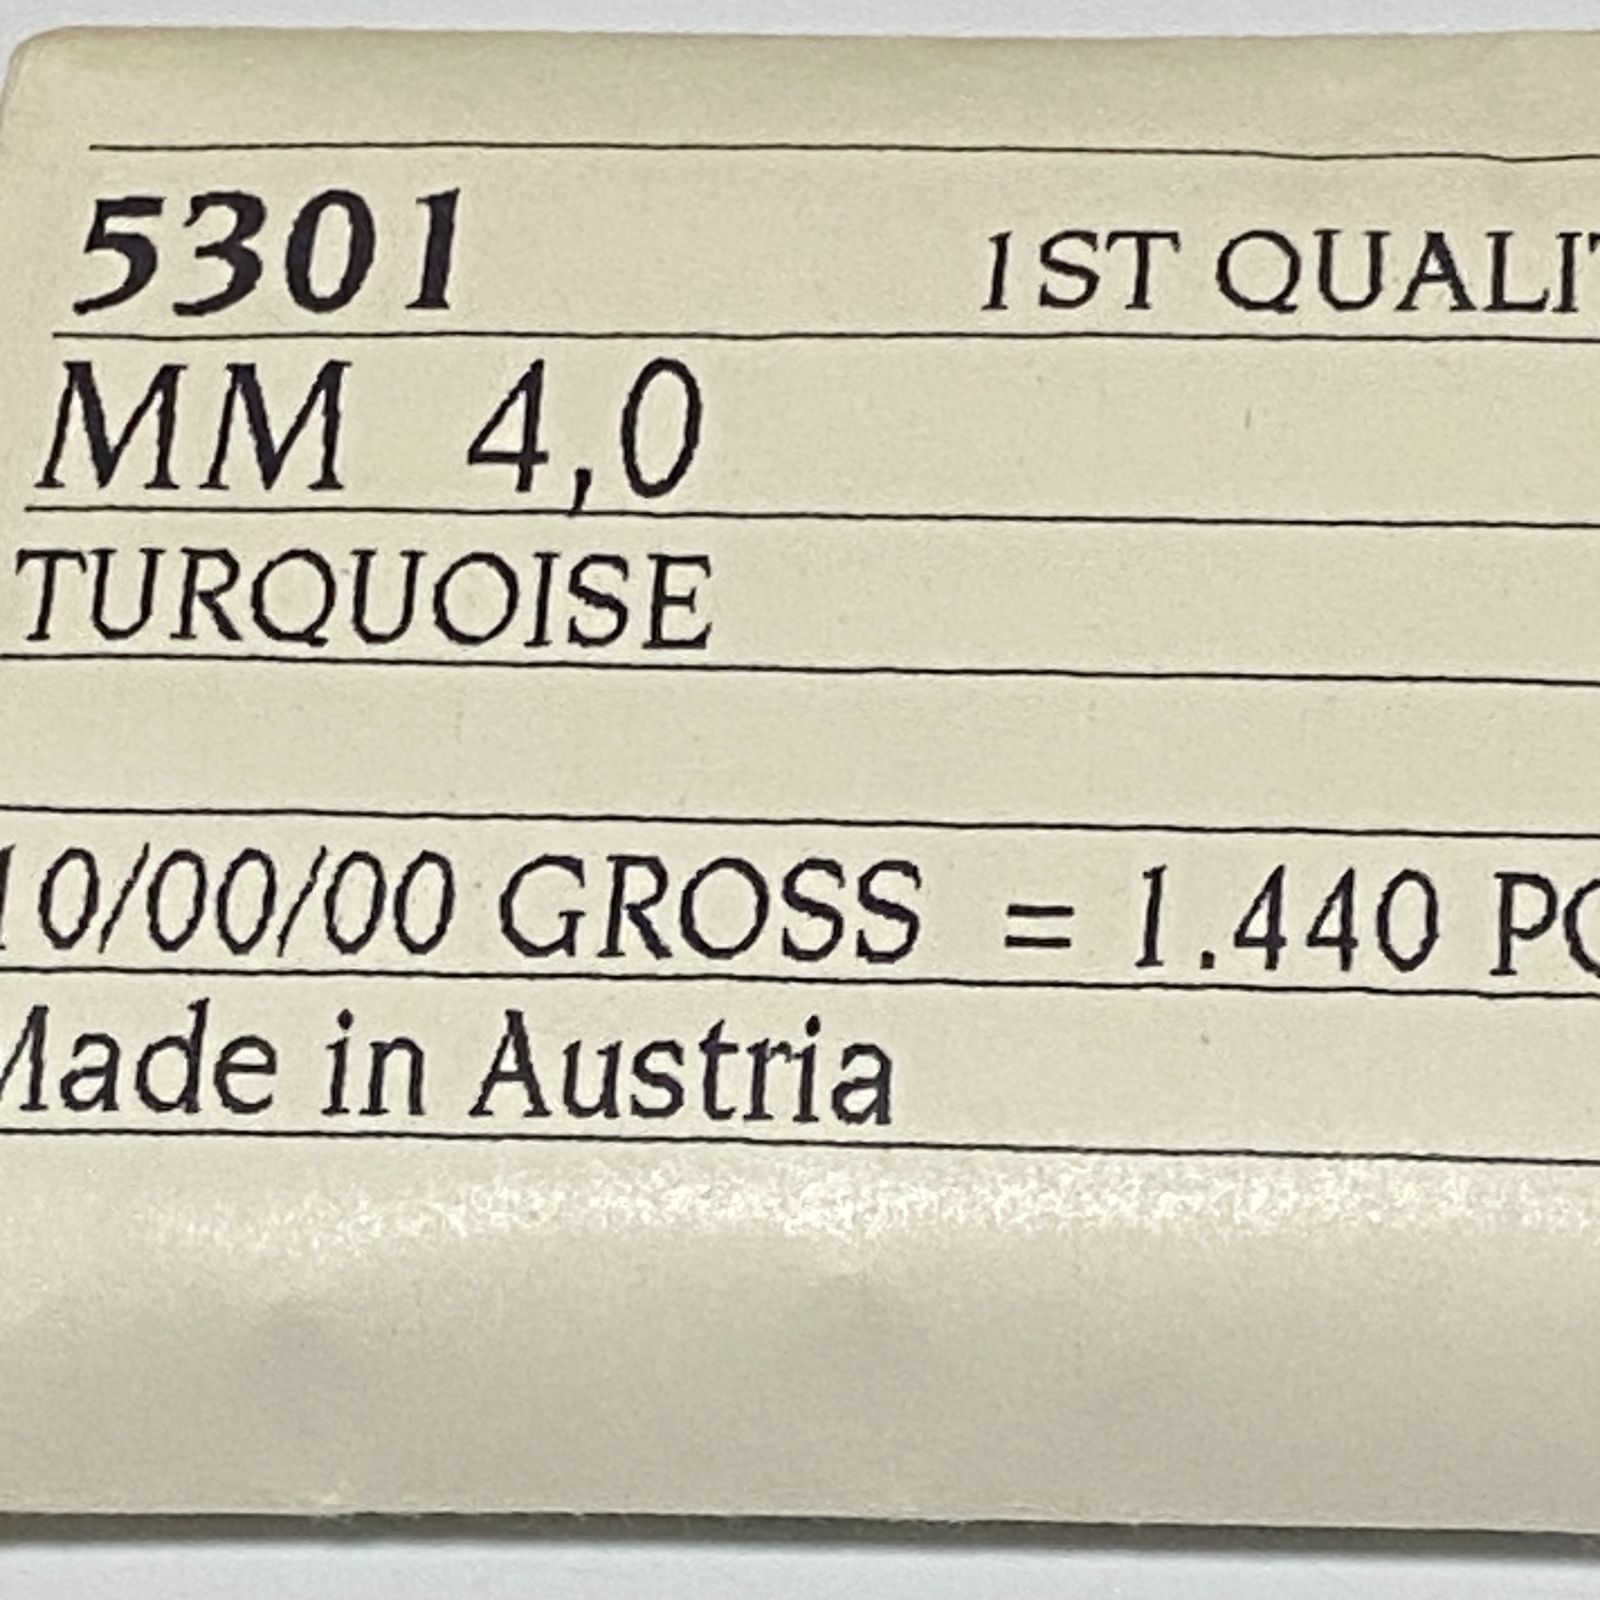 5301 1ST QUALIT
MM 4,0
TURQUOISE
10/00/00 GROSS = 1.440 PC
Made in Austria